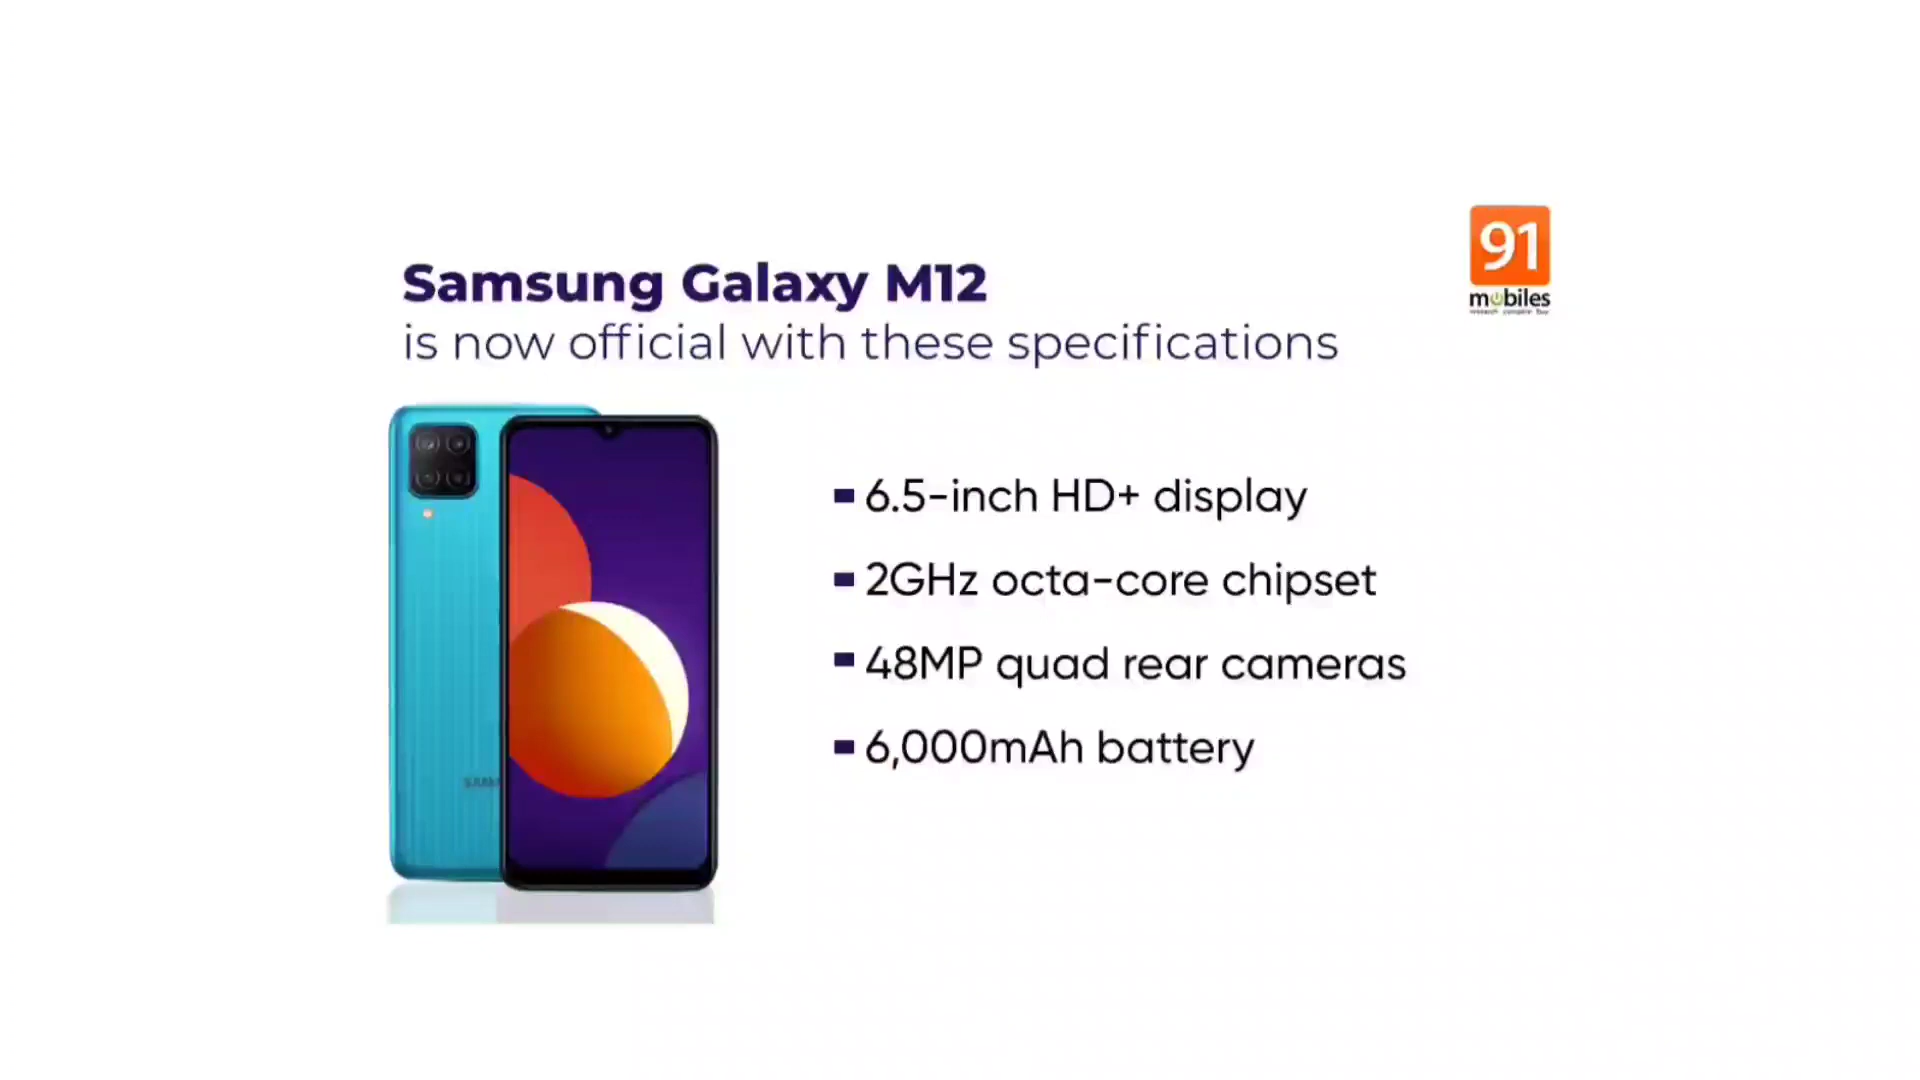 91
mobiles
Samsung Galaxy M12
is now official with these specifications
6.5-inch HD+ display
2GHz octa-core chipset
48MP quad rear cameras
6,000mAh battery